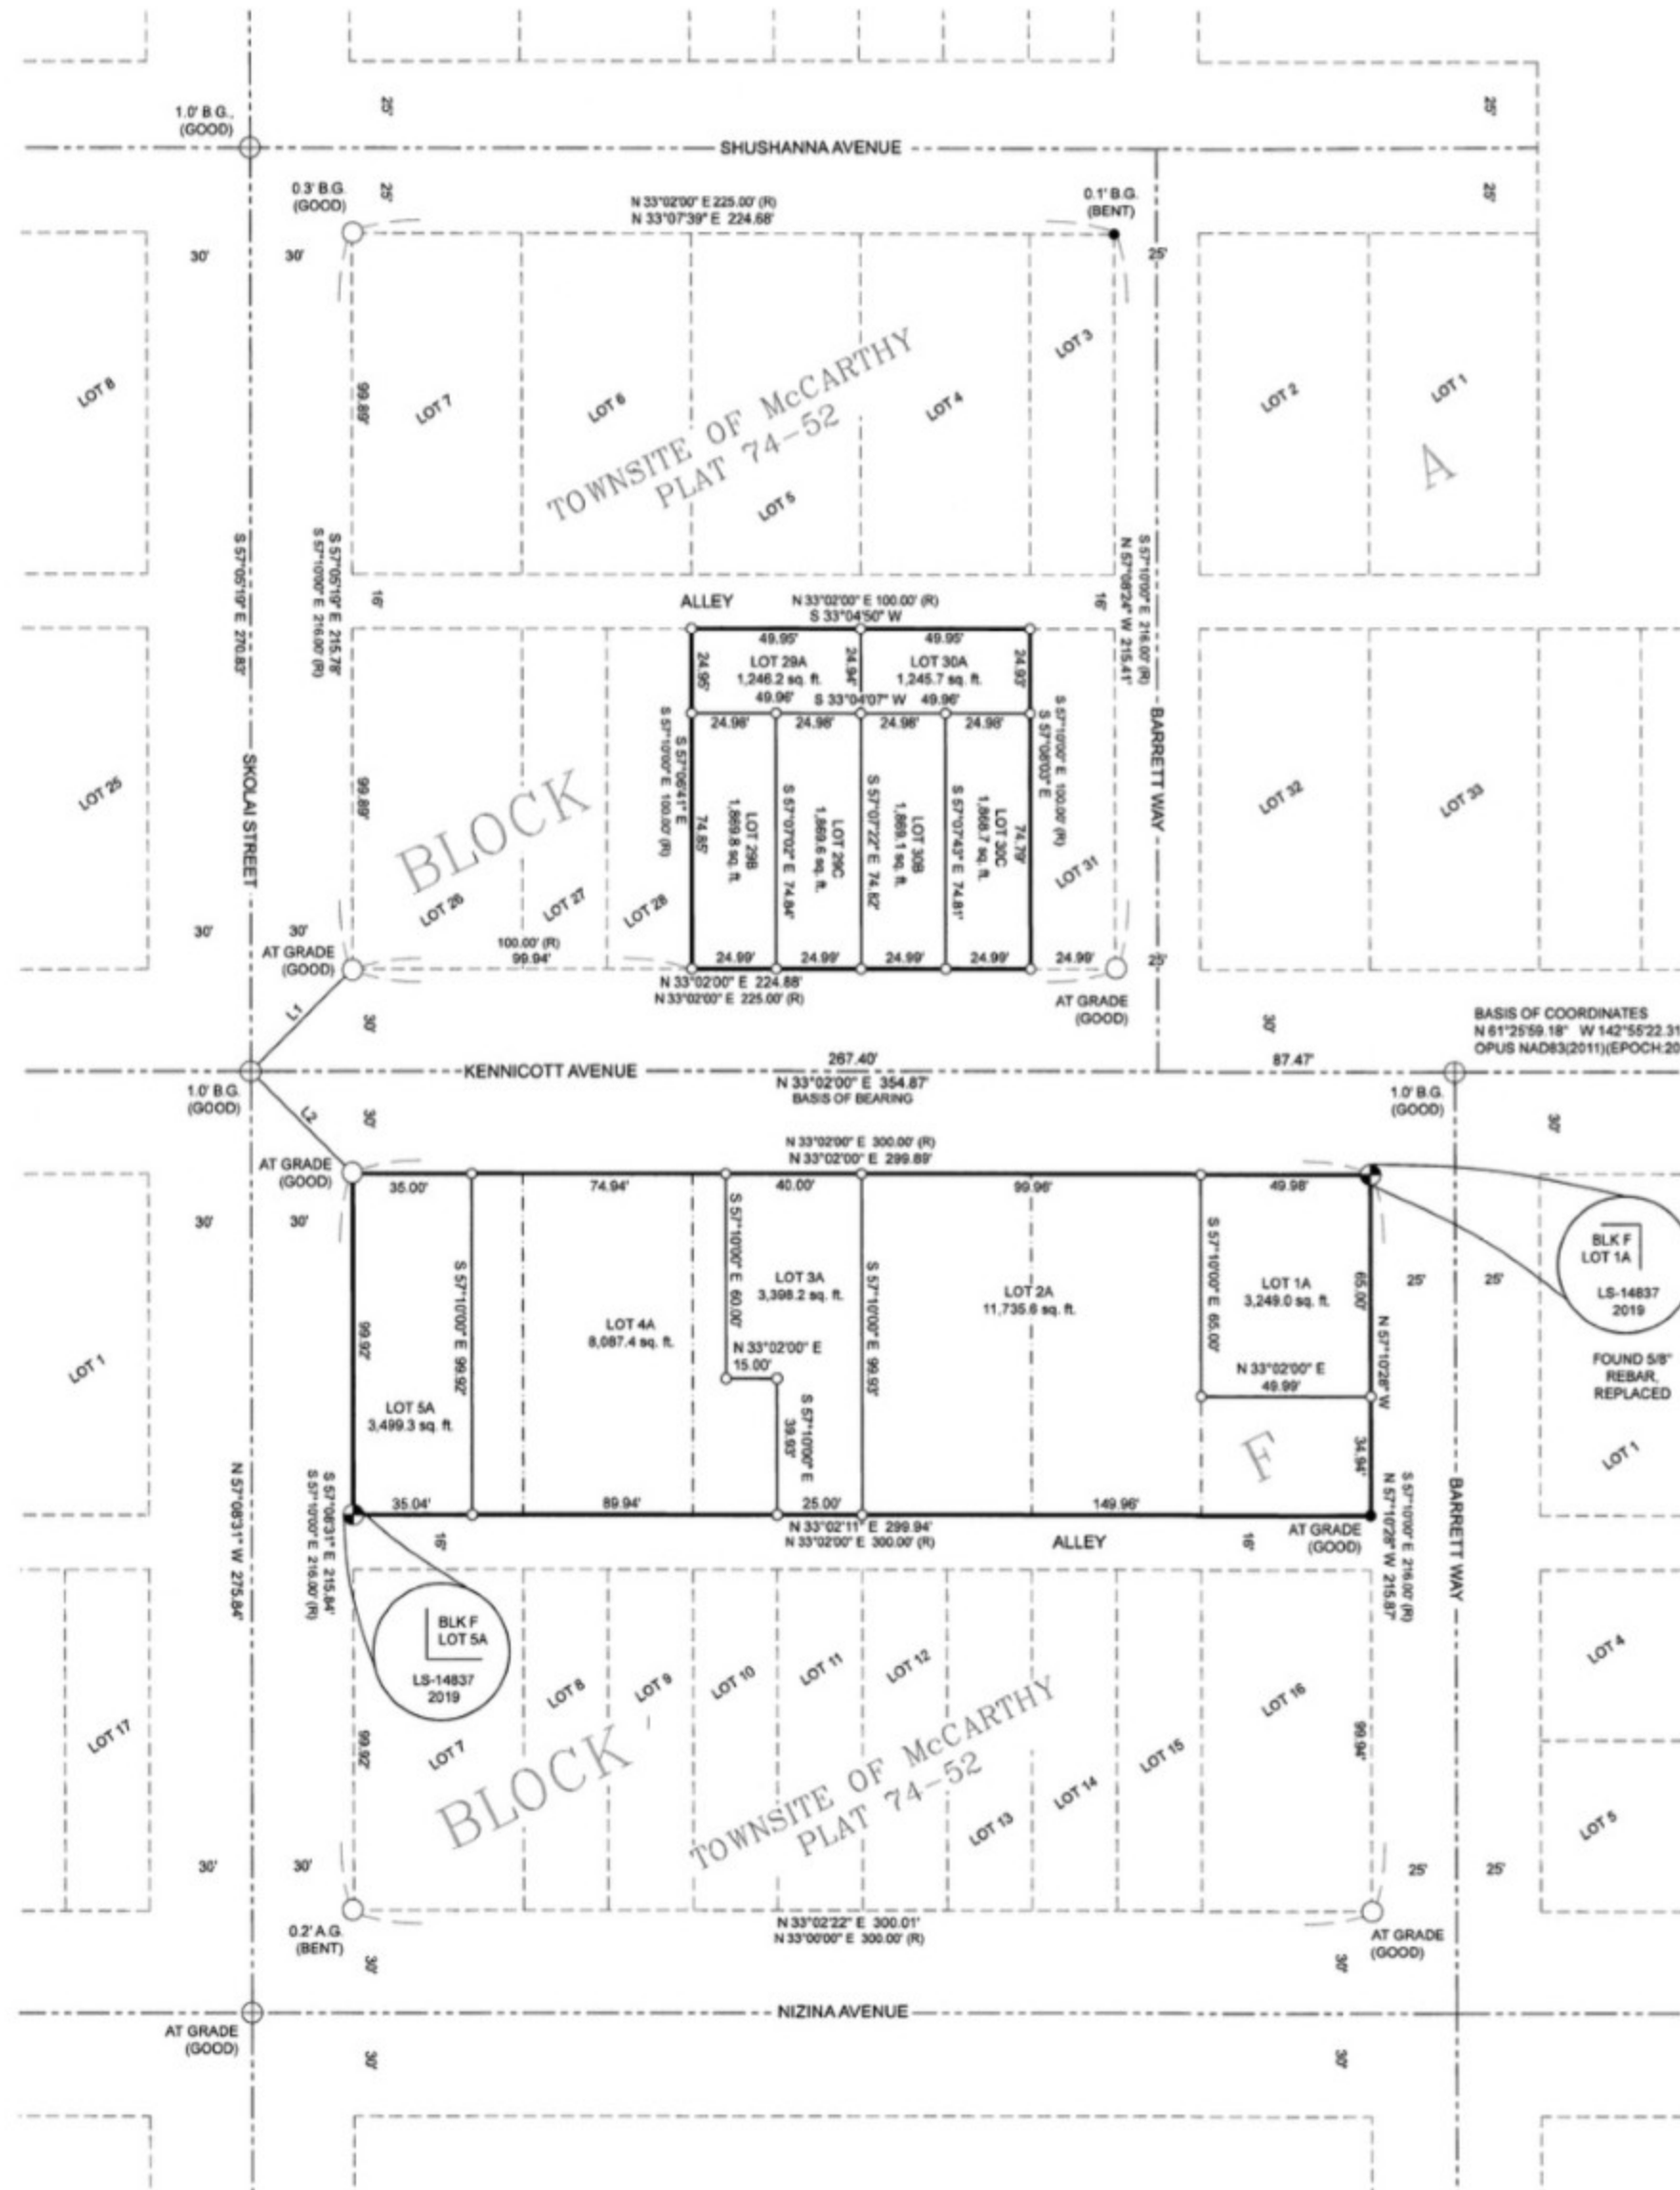 25'
25'
1.0' B.G.,
(GOOD)
SHUSHANNA AVENUE
0.3' B.G.
(GOOD)
25'
N 33°02'00" E 225.00' (R)
N 33°07'39" E 224.68'
0.1' B.G.
(BENT)
25'
30'
30'
25'
LOT 8
99.89'
LOT 7
LOT 6
TOWNSITE OF McCARTHY
PLAT 74-52
LOT 5
LOT 4
LOT 3
LOT 2
LOT 1
A
S 57°05'19" E 270.83'
S 57°05'19" E 215.78'
S 57°10'00" E 216.00' (R)
S 57°10'00" E 216.00' (R)
N 57°08'24" W 215.41'
16'
ALLEY
N 33°02'00" E 100.00' (R)
S 33°04'50" W
16'
49.95'
49.95'
24.95'
LOT 29A
1,246.2 sq. ft.
24.94'
LOT 30A
1,245.7 sq. ft.
24.93'
49.96'
S 33°04'07" W
49.96'
24.98'
24.98'
24.98'
24.98'
S 57°06'41" E
S 57°10'00" E 100.00' (R)
74.85'
LOT 29B
1,869.8 sq. ft.
S 57°07'02" E 74.84'
LOT 29C
1,869.6 sq. ft.
S 57°07'22" E 74.82'
LOT 30B
1,869.1 sq. ft.
S 57°07'43" E 74.81'
LOT 30C
1,868.7 sq. ft.
74.79'
S 57°10'00" E 100.00' (R)
S 57°08'03" E
SKOLAI STREET
BARRETT WAY
LOT 25
99.89'
BLOCK
LOT 26
LOT 27
LOT 28
LOT 31
LOT 32
LOT 33
30'
30'
AT GRADE
(GOOD)
100.00' (R)
99.94'
24.99'
24.99'
24.99'
24.99'
24.99'
25'
N 33°02'00" E 224.88'
N 33°02'00" E 225.00' (R)
AT GRADE
(GOOD)
L1
30'
30'
BASIS OF COORDINATES
N 61°25'59.18" W 142°55'22.31
OPUS NAD83(2011)(EPOCH:20
KENNICOTT AVENUE
267.40'
87.47'
N 33°02'00" E 354.87'
BASIS OF BEARING
1.0' B.G.
(GOOD)
L2
30'
1.0' B.G.
(GOOD)
30'
N 33°02'00" E 300.00' (R)
N 33°02'00" E 299.89'
AT GRADE
(GOOD)
35.00'
74.94'
40.00'
99.96'
49.98'
30'
30'
25'
25'
BLK F
LOT 1A
LS-14837
2019
FOUND 5/8"
REBAR,
REPLACED
LOT 1
99.92'
LOT 5A
3,499.3 sq. ft.
S 57°10'00" E 99.92'
LOT 4A
8,087.4 sq. ft.
S 57°10'00" E 60.00'
LOT 3A
3,398.2 sq. ft.
N 33°02'00" E
15.00'
S 57°10'00" E
39.93'
S 57°10'00" E 99.93'
LOT 2A
11,735.6 sq. ft.
S 57°10'00" E 65.00'
LOT 1A
3,249.0 sq. ft.
65.00'
N 33°02'00" E
49.99'
N 57°10'28" W
34.94'
F
LOT 1
35.04'
89.94'
25.00'
149.96'
N 33°02'11" E 299.94'
N 33°02'00" E 300.00' (R)
ALLEY
16'
16'
AT GRADE
(GOOD)
N 57°08'31" W 275.84'
S 57°08'31" E 215.84'
S 57°10'00" E 216.00' (R)
S 57°10'00" E 216.00' (R)
N 57°10'28" W 215.87'
BARRETT WAY
BLK F
LOT 5A
LS-14837
2019
LOT 17
99.92'
LOT 7
LOT 8
LOT 9
LOT 10
LOT 11
LOT 12
BLOCK
TOWNSITE OF McCARTHY
PLAT 74-52
LOT 13
LOT 14
LOT 15
LOT 16
99.94'
LOT 4
LOT 5
30'
30'
25'
25'
0.2' A.G.
(BENT)
N 33°02'22" E 300.01'
N 33°00'00" E 300.00' (R)
AT GRADE
(GOOD)
30'
30'
NIZINA AVENUE
AT GRADE
(GOOD)
30'
30'